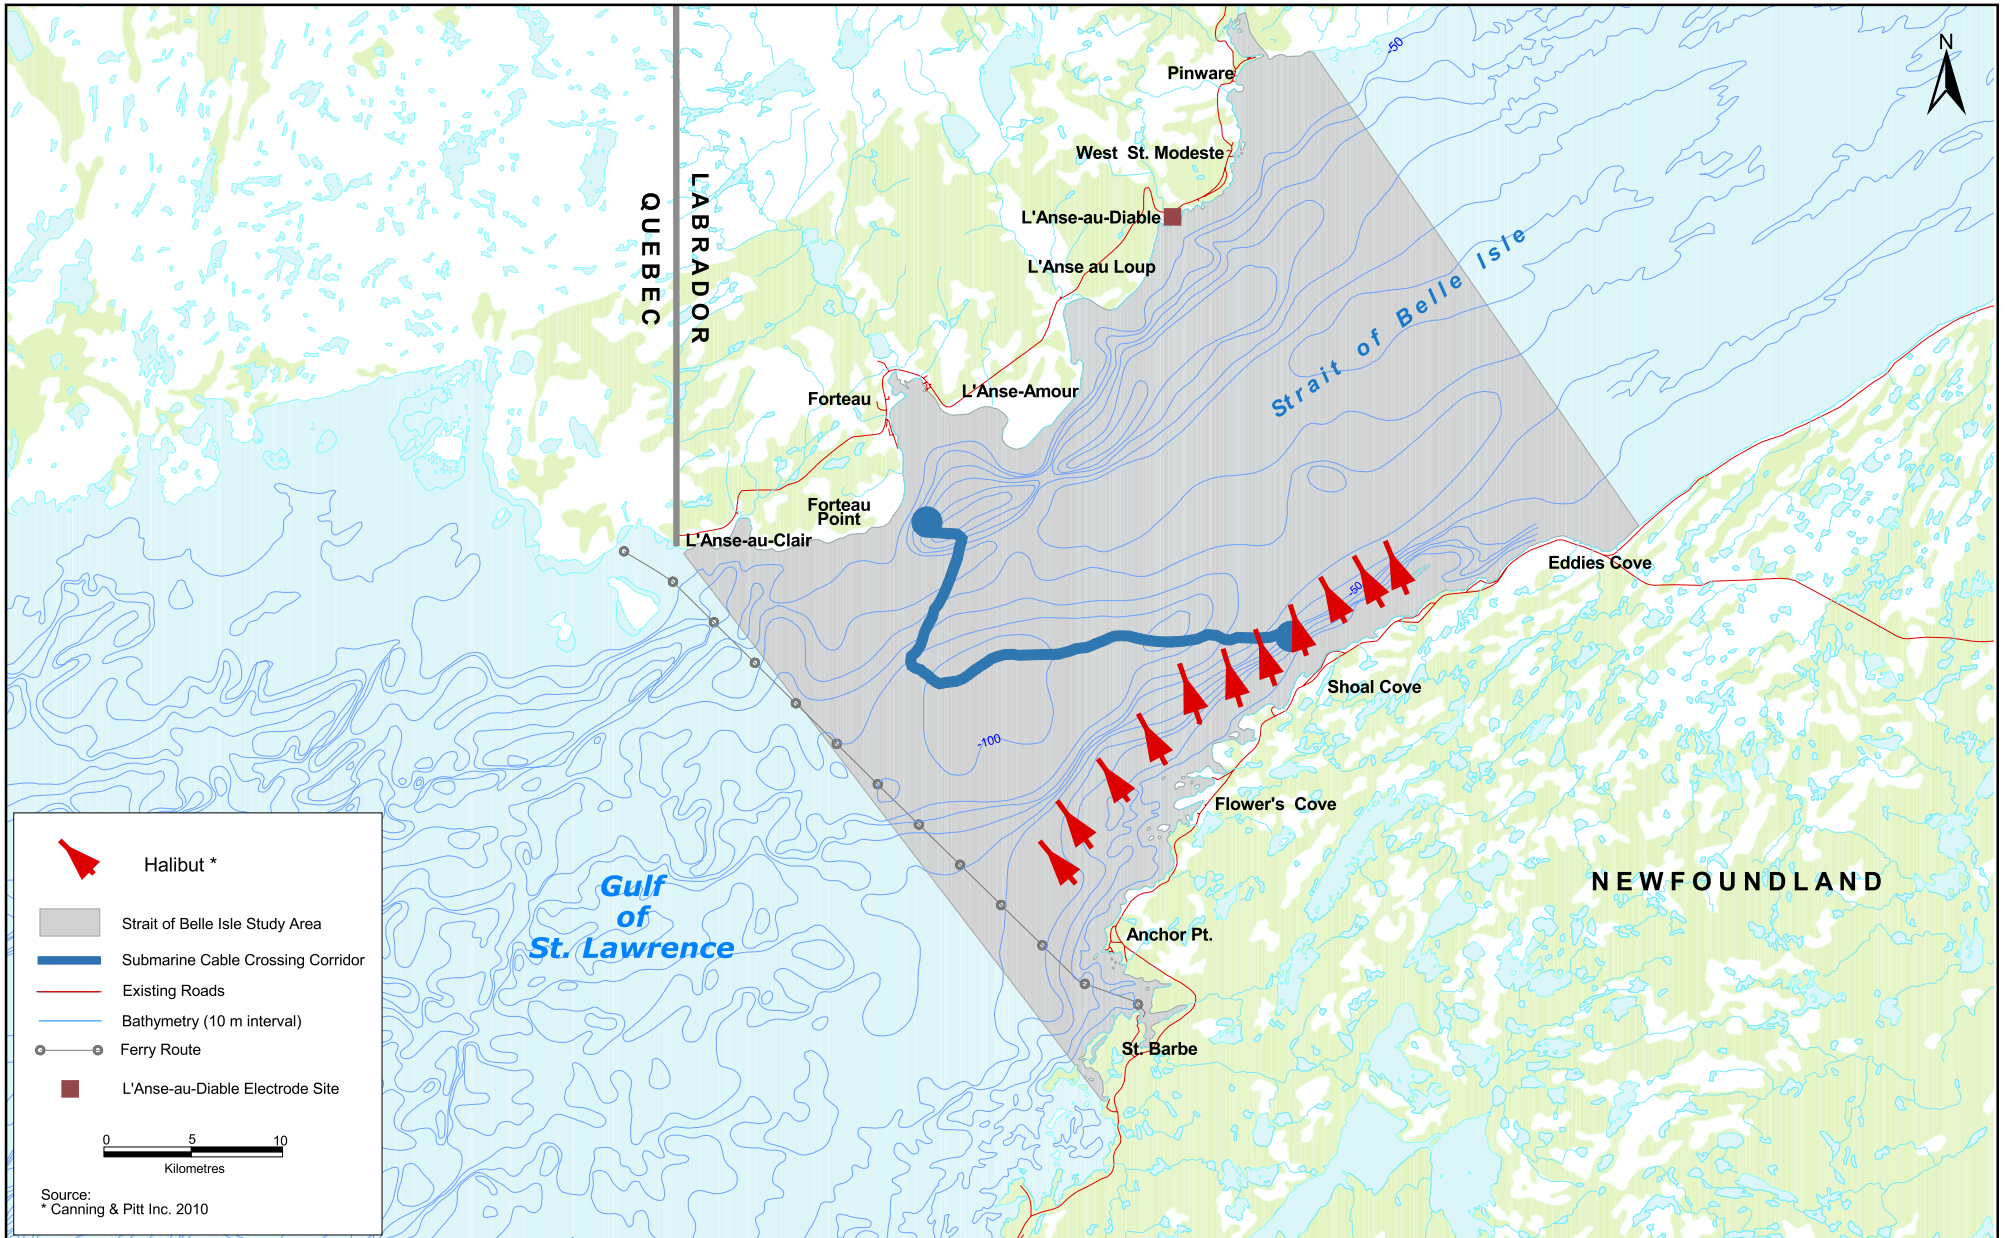 -50
N
Pinware
West St. Modeste
LABRADOR
QUEBEC
L'Anse-au-Diable
Strait of Belle Isle
L'Anse au Loup
L'Anse-Amour
Forteau
Forteau
Point
L'Anse-au-Clair
Eddies Cove
-50
Shoal Cove
-100
Flower's Cove
NEWFOUNDLAND
Gulf
of
St. Lawrence
Anchor Pt.
St. Barbe
Halibut *
Strait of Belle Isle Study Area
Submarine Cable Crossing Corridor
Existing Roads
Bathymetry (10 m interval)
Ferry Route
L'Anse-au-Diable Electrode Site
0 5 10
Kilometres
Source:
* Canning & Pitt Inc. 2010